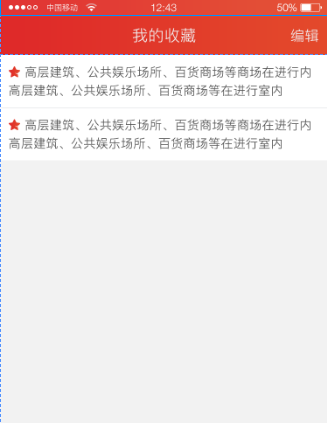 中国移动 12:43 50%
我的收藏 编辑
高层建筑、公共娱乐场所、百货商场等商场在进行内
高层建筑、公共娱乐场所、百货商场等在进行室内
高层建筑、公共娱乐场所、百货商场等商场在进行内
高层建筑、公共娱乐场所、百货商场等在进行室内